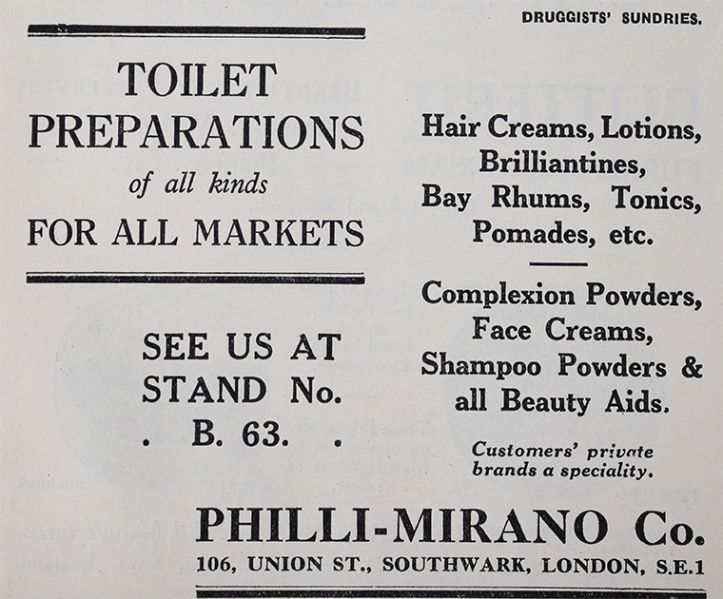 DRUGGISTS' SUNDRIES.
TOILET
PREPARATIONS
of all kinds
FOR ALL MARKETS
SEE US AT
STAND No.
. B. 63. .
Hair Creams, Lotions,
Brilliantines,
Bay Rhums, Tonics,
Pomades, etc.
Complexion Powders,
Face Creams,
Shampoo Powders &
all Beauty Aids.
Customers' private
brands a speciality.
PHILLI-MIRANO Co.
106, UNION ST., SOUTHWARK, LONDON, S.E.1